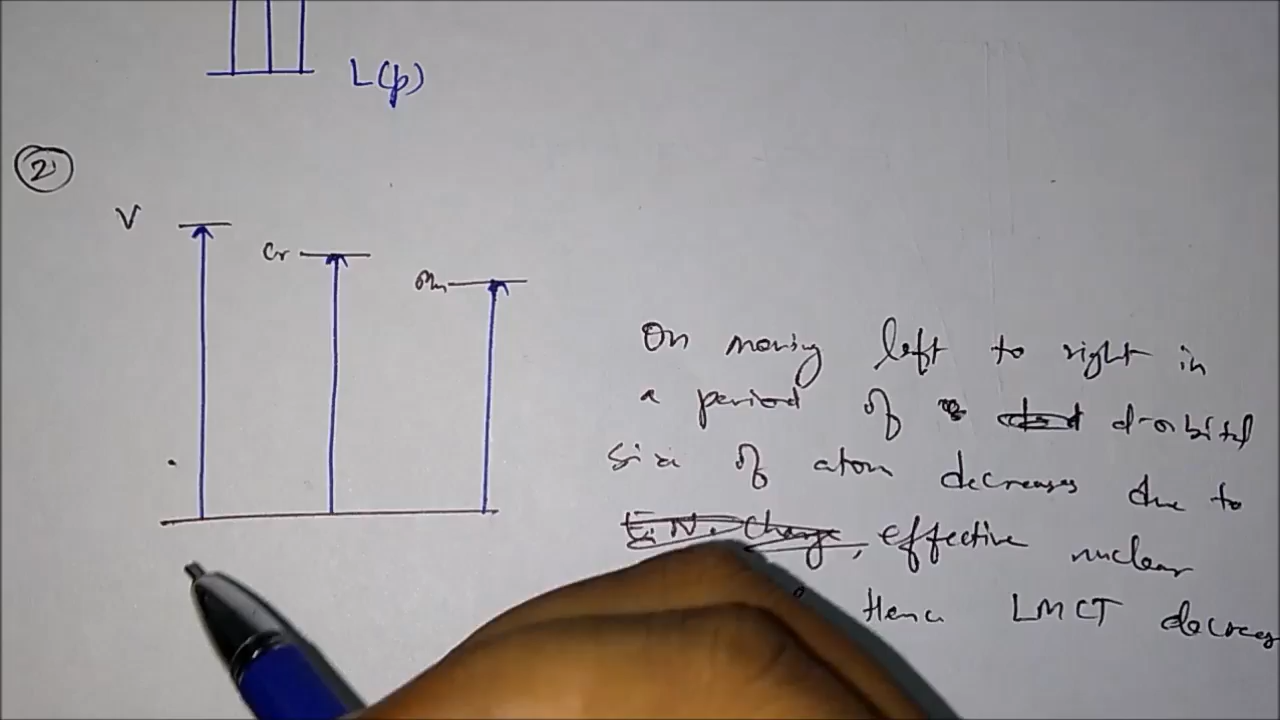 L(p)
2
V
Cr
Mn
On moving left to right in
a period of d-orbital
size of atom decreases due to
effective nuclear
Hence LMCT decreas